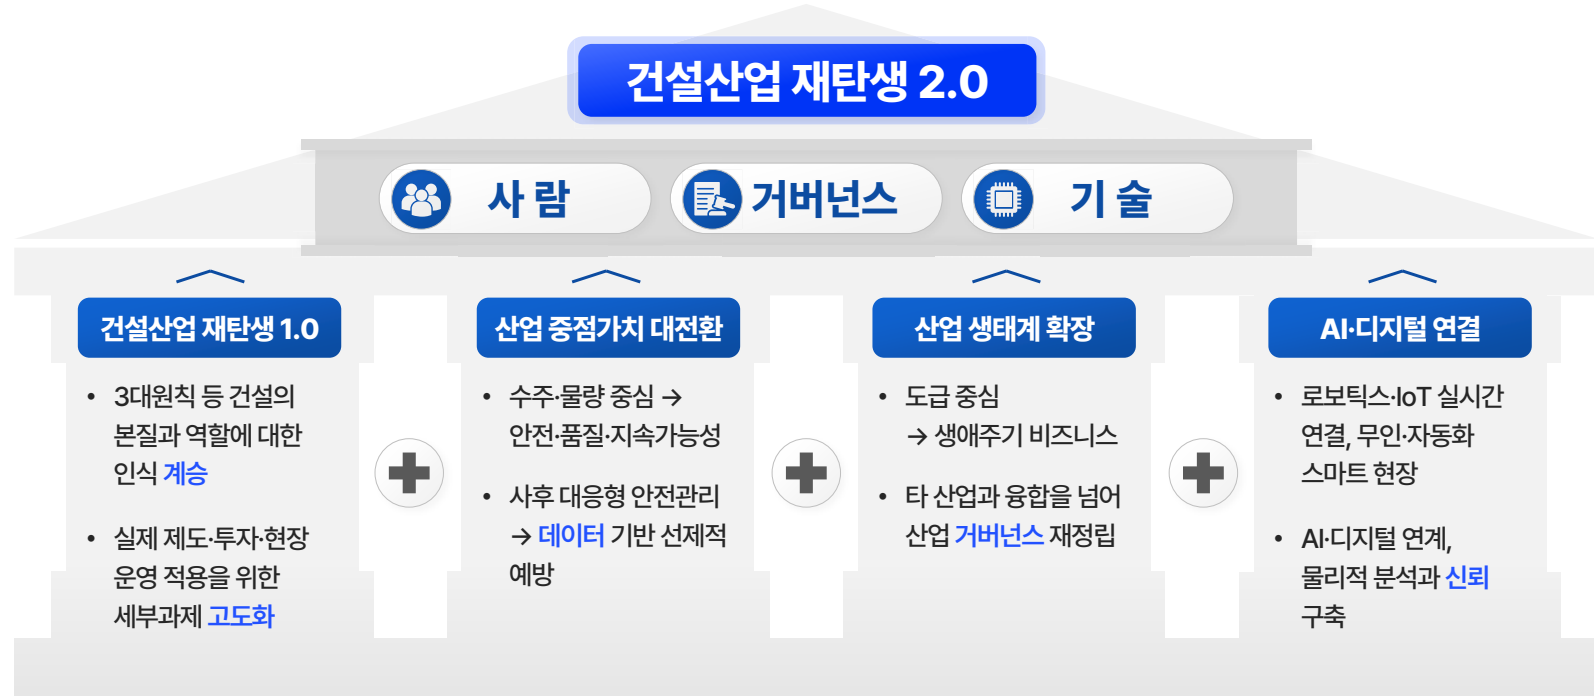 건설산업 재탄생 2.0
사 람
거버넌스
기 술
건설산업 재탄생 1.0
• 3대원칙 등 건설의
본질과 역할에 대한
인식 계승
• 실제 제도·투자·현장
운영 적용을 위한
세부과제 고도화
산업 중점가치 대전환
• 수주·물량 중심 →
안전·품질·지속가능성
• 사후 대응형 안전관리
→ 데이터 기반 선제적
예방
산업 생태계 확장
• 도급 중심
→ 생애주기 비즈니스
• 타 산업과 융합을 넘어
산업 거버넌스 재정립
AI·디지털 연결
• 로보틱스·IoT 실시간
연결, 무인·자동화
스마트 현장
• AI·디지털 연계,
물리적 분석과 신뢰
구축